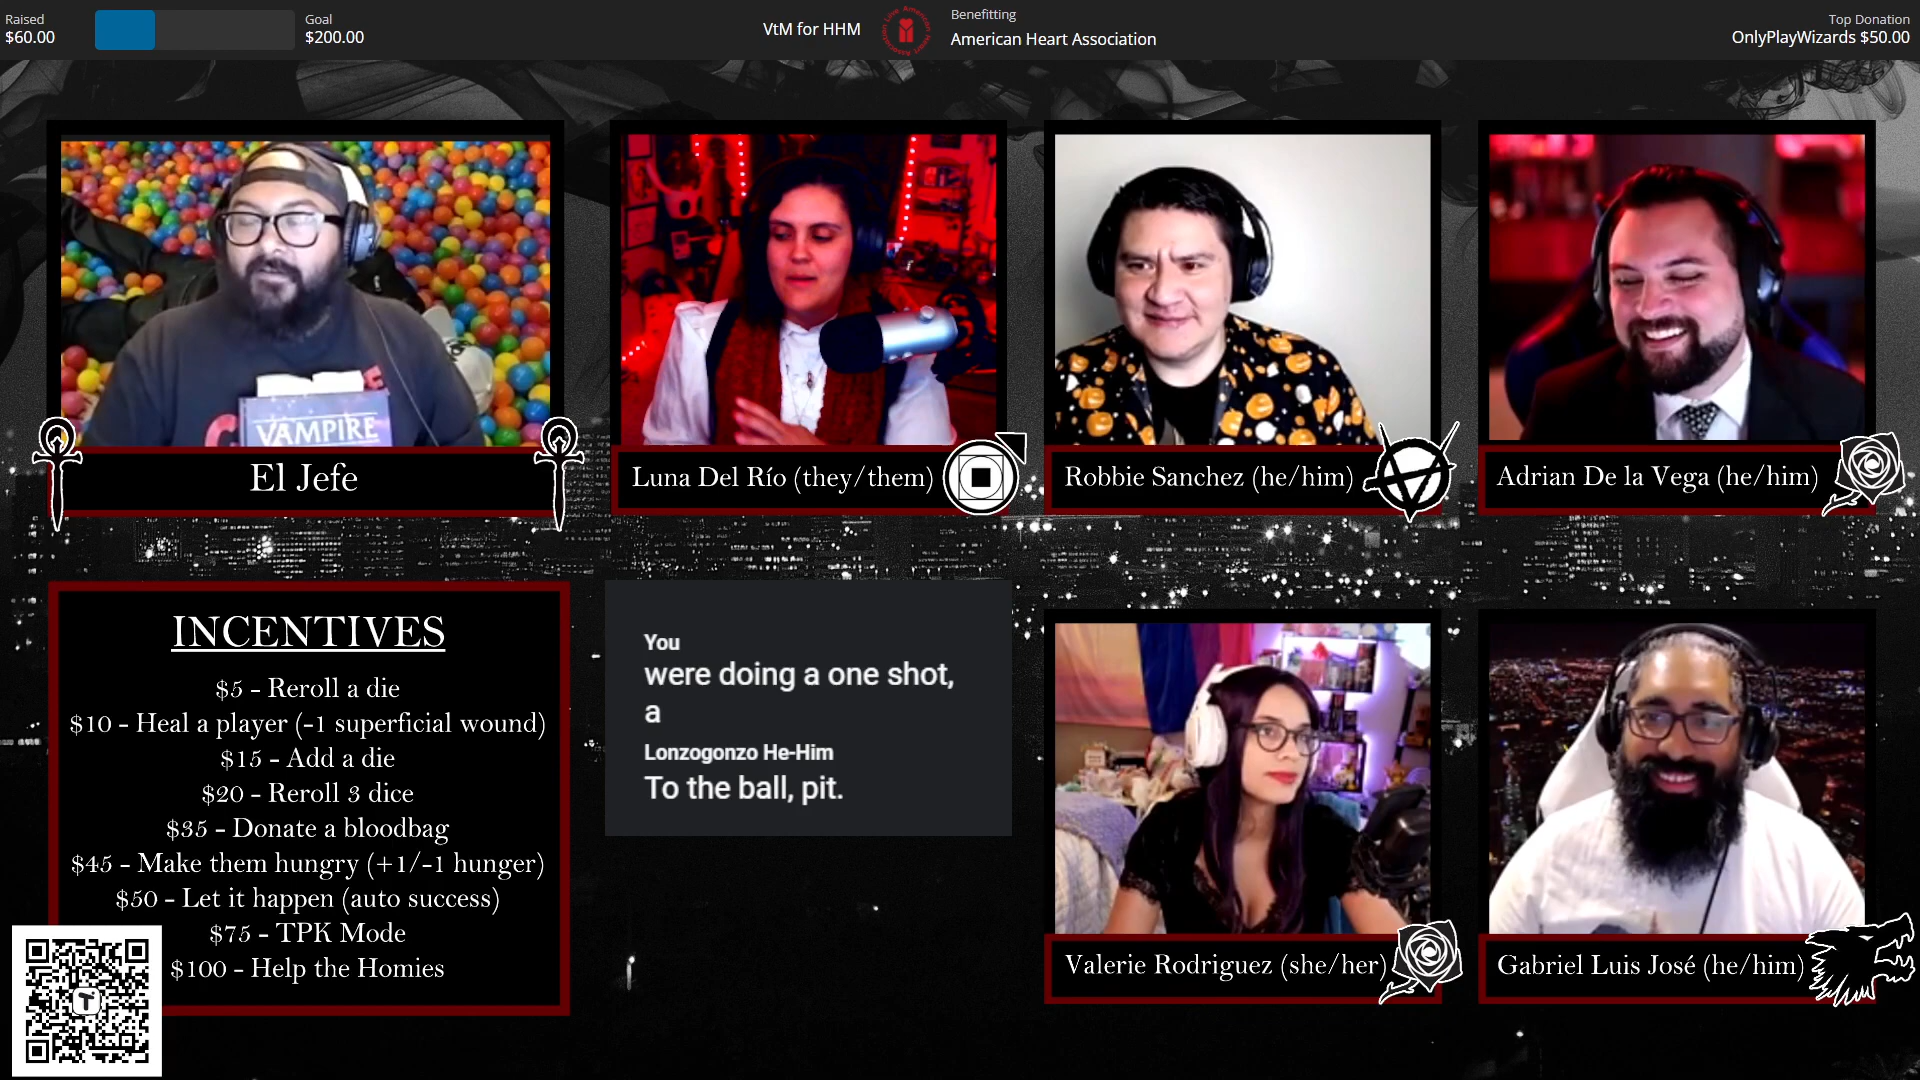 Raised
$60.00
Goal
$200.00
VtM for HHM
Benefitting
American Heart Association
Top Donation
OnlyPlayWizards $50.00
VAMPIRE
El Jefe
Luna Del Río (they/them)
Robbie Sanchez (he/him)
Adrian De la Vega (he/him)
INCENTIVES
$5 - Reroll a die
$10 - Heal a player (-1 superficial wound)
$15 - Add a die
$20 - Reroll 3 dice
$35 - Donate a bloodbag
$45 - Make them hungry (+1/-1 hunger)
$50 - Let it happen (auto success)
$75 - TPK Mode
$100 - Help the Homies
You
were doing a one shot,
a
Lonzogonzo He-Him
To the ball, pit.
Valerie Rodriguez (she/her)
Gabriel Luis José (he/him)